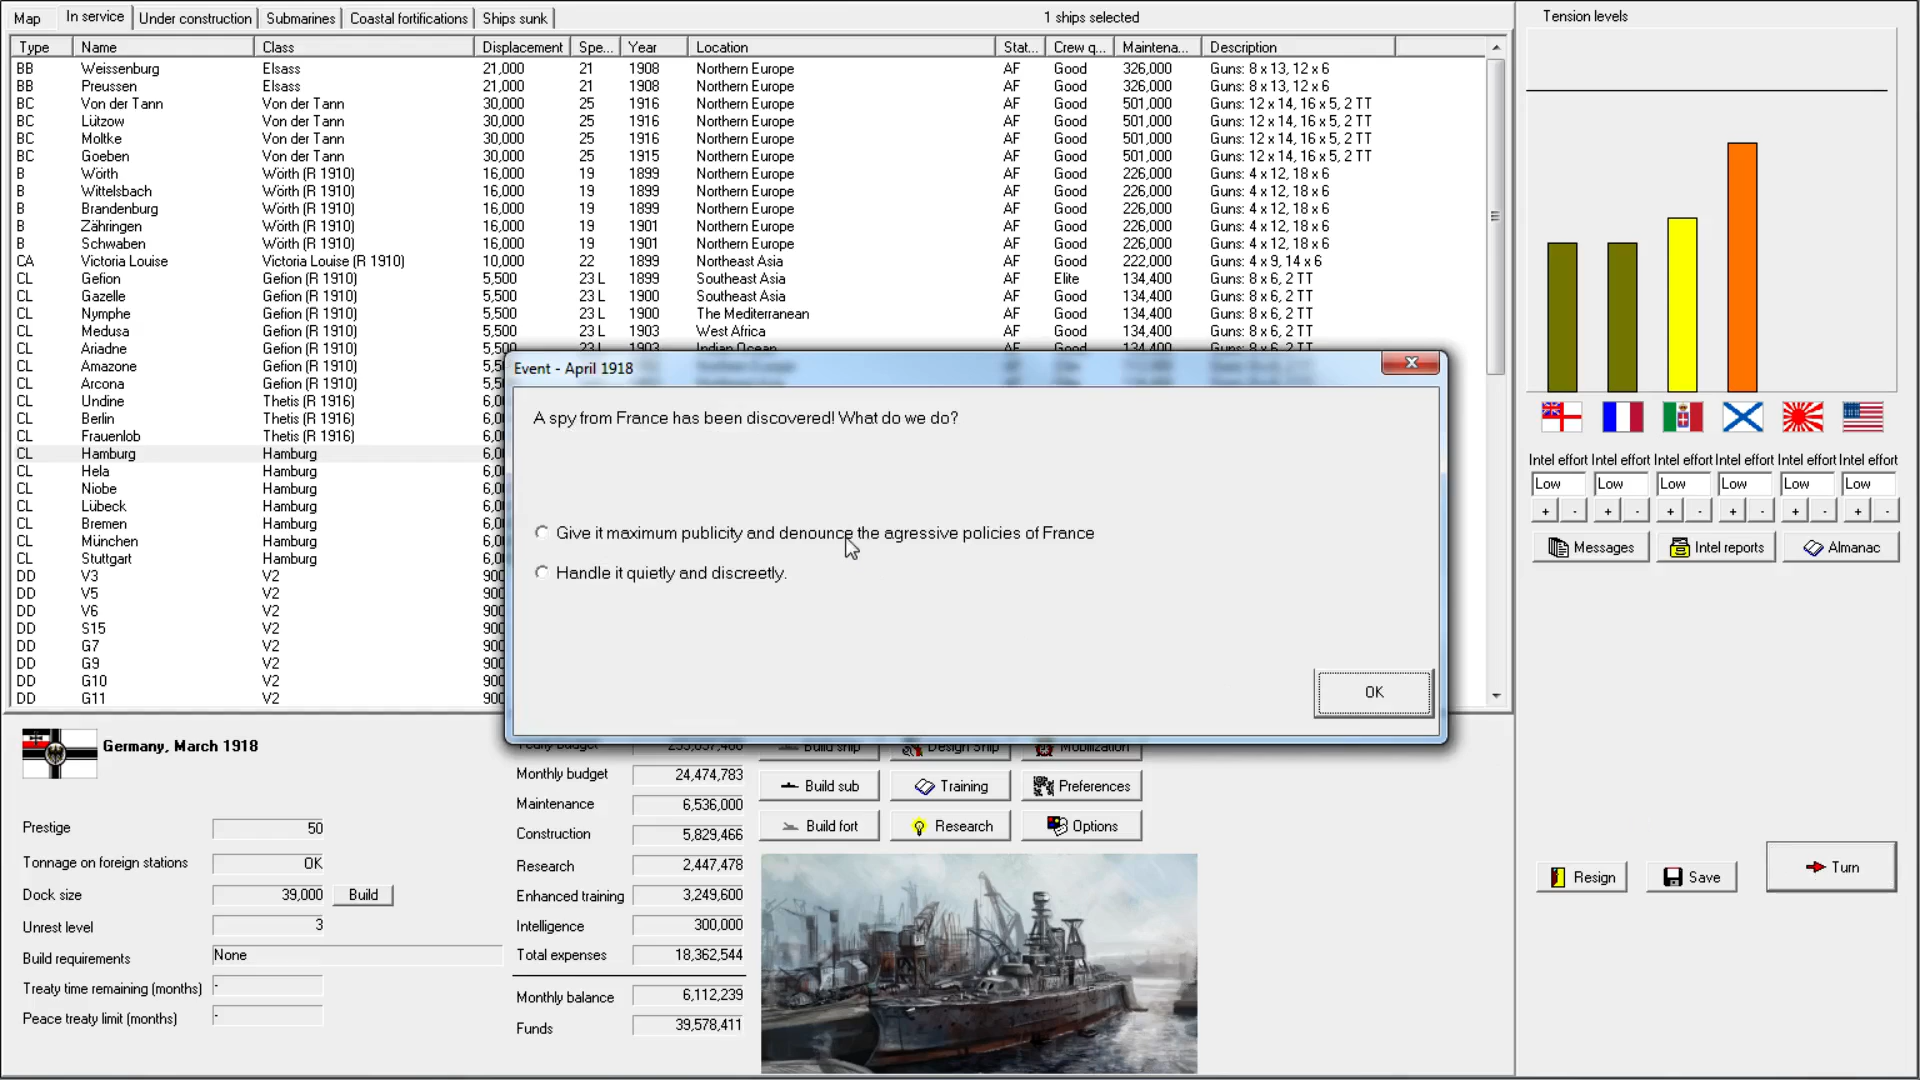 Map In service Under construction Submarines Coastal fortifications Ships sunk 1 ships selected Tension levels
Type Name Class Displacement Spe... Year Location Stat... Crew q... Maintena... Description
BB Weissenburg Elsass 21,000 21 1908 Northern Europe AF Good 326,000 Guns: 8 x 13, 12 x 6
BB Preussen Elsass 21,000 21 1908 Northern Europe AF Good 326,000 Guns: 8 x 13, 12 x 6
BC Von der Tann Von der Tann 30,000 25 1916 Northern Europe AF Good 501,000 Guns: 12 x 14, 16 x 5, 2 TT
BC Lützow Von der Tann 30,000 25 1916 Northern Europe AF Good 501,000 Guns: 12 x 14, 16 x 5, 2 TT
BC Moltke Von der Tann 30,000 25 1916 Northern Europe AF Good 501,000 Guns: 12 x 14, 16 x 5, 2 TT
BC Goeben Von der Tann 30,000 25 1915 Northern Europe AF Good 501,000 Guns: 12 x 14, 16 x 5, 2 TT
B Wörth Wörth (R 1910) 16,000 19 1899 Northern Europe AF Good 226,000 Guns: 4 x 12, 18 x 6
B Wittelsbach Wörth (R 1910) 16,000 19 1899 Northern Europe AF Good 226,000 Guns: 4 x 12, 18 x 6
B Brandenburg Wörth (R 1910) 16,000 19 1899 Northern Europe AF Good 226,000 Guns: 4 x 12, 18 x 6
B Zähringen Wörth (R 1910) 16,000 19 1901 Northern Europe AF Good 226,000 Guns: 4 x 12, 18 x 6
B Schwaben Wörth (R 1910) 16,000 19 1901 Northern Europe AF Good 226,000 Guns: 4 x 12, 18 x 6
CA Victoria Louise Victoria Louise (R 1910) 10,000 22 1899 Northeast Asia AF Good 222,000 Guns: 4 x 9, 14 x 6
CL Gefion Gefion (R 1910) 5,500 23 L 1899 Southeast Asia AF Elite 134,400 Guns: 8 x 6, 2 TT
CL Gazelle Gefion (R 1910) 5,500 23 L 1900 Southeast Asia AF Good 134,400 Guns: 8 x 6, 2 TT
CL Nymphe Gefion (R 1910) 5,500 23 L 1900 The Mediterranean AF Good 134,400 Guns: 8 x 6, 2 TT
CL Medusa Gefion (R 1910) 5,500 23 L 1903 West Africa AF Good 134,400 Guns: 8 x 6, 2 TT
CL Ariadne Gefion (R 1910) 5,500 23 L 1903 Indian Ocean AF Good 134,400 Guns: 8 x 6, 2 TT
CL Amazone Gefion (R 1910)
CL Arcona Gefion (R 1910)
CL Undine Thetis (R 1916)
CL Berlin Thetis (R 1916)
CL Frauenlob Thetis (R 1916)
CL Hamburg Hamburg
CL Hela Hamburg
CL Niobe Hamburg
CL Lübeck Hamburg
CL Bremen Hamburg
CL München Hamburg
CL Stuttgart Hamburg
DD V3 V2
DD V5 V2
DD V6 V2
DD S15 V2
DD G7 V2
DD G9 V2
DD G10 V2
DD G11 V2
Event - April 1918
A spy from France has been discovered! What do we do?
Give it maximum publicity and denounce the agressive policies of France
Handle it quietly and discreetly.
OK
Intel effort Intel effort Intel effort Intel effort Intel effort Intel effort
Low Low Low Low Low Low
+ - + - + - + - + - + -
Messages Intel reports Almanac
Germany, March 1918
Prestige 50
Tonnage on foreign stations OK
Dock size 39,000 Build
Unrest level 3
Build requirements None
Treaty time remaining (months) -
Peace treaty limit (months) -
Yearly budget Build ship Design Ship Mobilization
Monthly budget 24,474,783
Maintenance 6,536,000
Construction 5,829,466
Research 2,447,478
Enhanced training 3,249,600
Intelligence 300,000
Total expenses 18,362,544
Monthly balance 6,112,239
Funds 39,578,411
Build sub Training Preferences
Build fort Research Options
Resign Save Turn